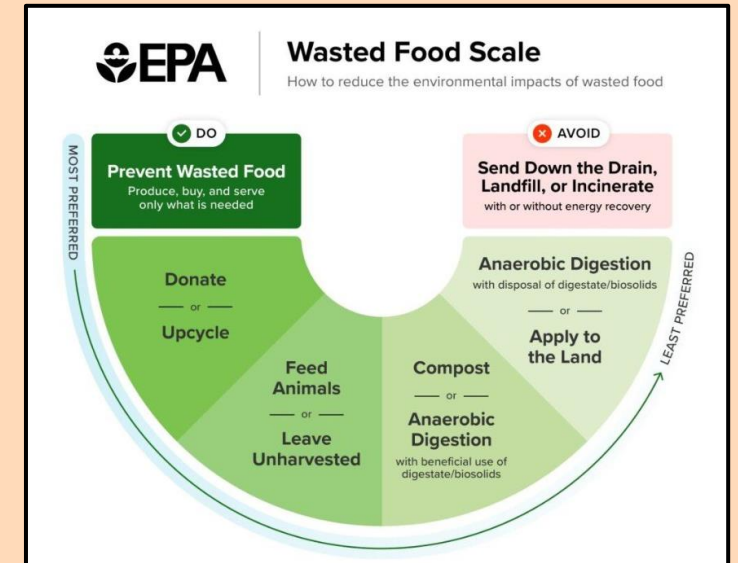 EPA
Wasted Food Scale
How to reduce the environmental impacts of wasted food
DO
Prevent Wasted Food
Produce, buy, and serve
only what is needed
AVOID
Send Down the Drain,
Landfill, or Incinerate
with or without energy recovery
MOST PREFERRED
Donate
or
Upcycle
Feed
Animals
or
Leave
Unharvested
Compost
or
Anaerobic
Digestion
with beneficial use of
digestate/biosolids
Anaerobic Digestion
with disposal of digestate/biosolids
or
Apply to
the Land
LEAST PREFERRED